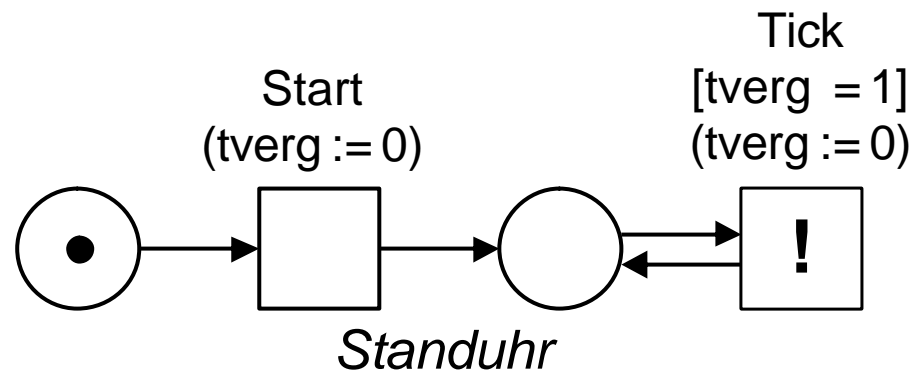 Start
(tverg := 0)
Tick
[tverg = 1]
(tverg := 0)
!
Standuhr